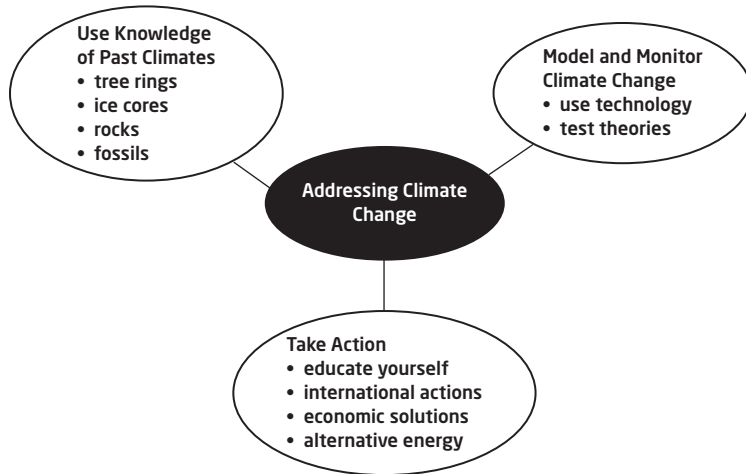 Use Knowledge
of Past Climates
• tree rings
• ice cores
• rocks
• fossils
Model and Monitor
Climate Change
• use technology
• test theories
Addressing Climate
Change
Take Action
• educate yourself
• international actions
• economic solutions
• alternative energy